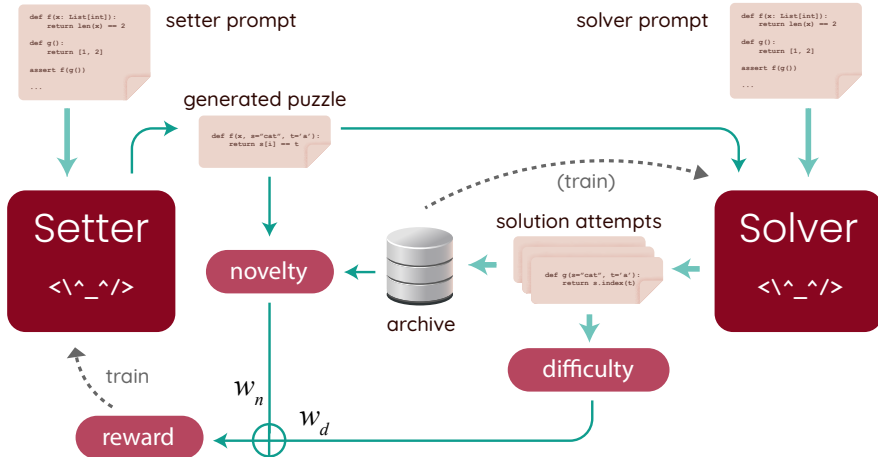 setter prompt
def f(x: List[int]):
return len(x) == 2
def g():
return [1, 2]
assert f(g())
...
solver prompt
def f(x: List[int]):
return len(x) == 2
def g():
return [1, 2]
assert f(g())
...
generated puzzle
def f(x, s="cat", t='a'):
return s[i] == t
(train)
Setter
<\^_^/>
novelty
archive
solution attempts
def g(s="cat", t='a'):
return s.index(t)
Solver
<\^_^/>
difficulty
train
w_n
w_d
reward